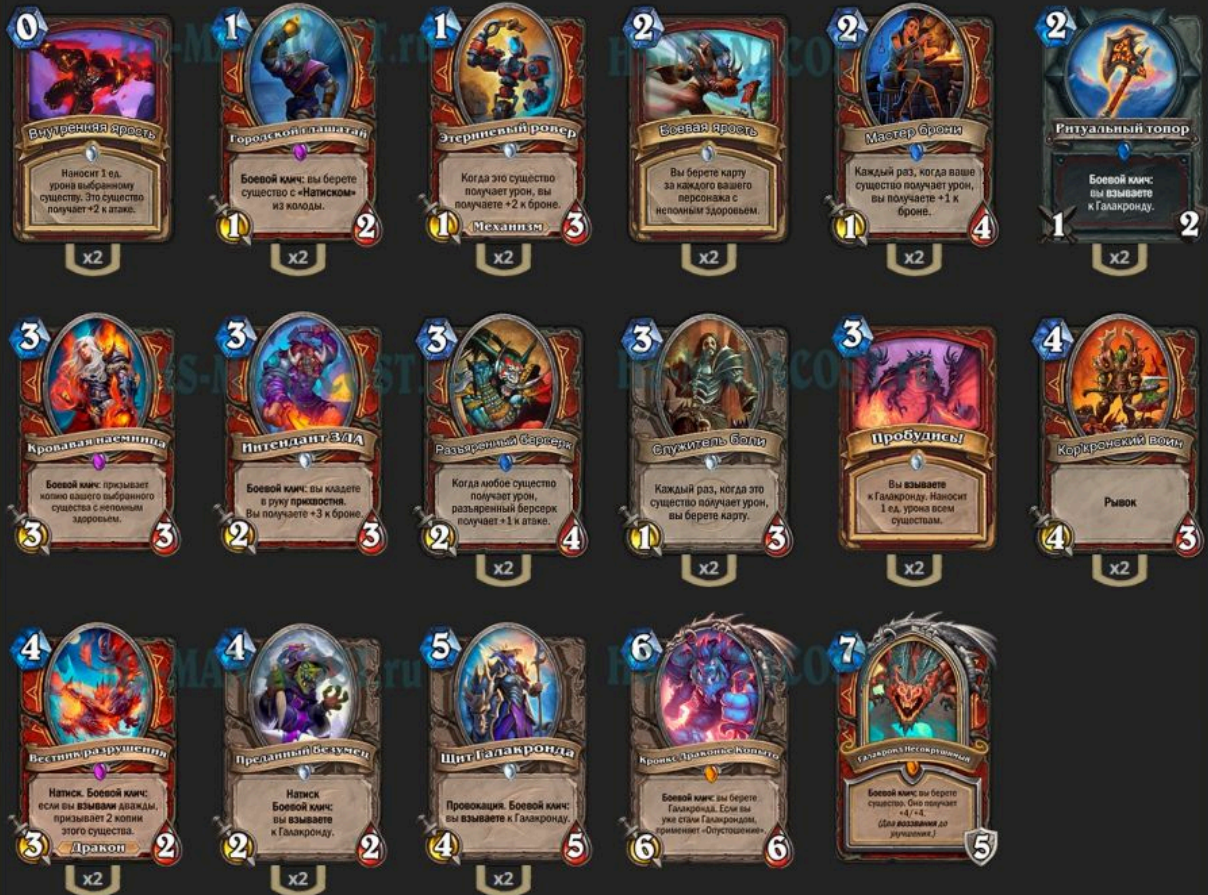 HS-MANACOST.ru
0
Внутренняя ярость
Наносит 1 ед.
урона выбранному
существу. Это существо
получает +2 к атаке.
x2
1
Городской глашатай
Боевой клич: вы берете
существо с «Натиском»
из колоды.
1
2
x2
1
Этерниевый ровер
Когда это существо
получает урон, вы
получаете +2 к броне.
Механизм
1
3
x2
2
Боевая ярость
Вы берете карту
за каждого вашего
персонажа с
неполным здоровьем.
x2
2
Мастер брони
Каждый раз, когда ваше
существо получает урон,
вы получаете +1 к
броне.
1
4
x2
2
Ритуальный топор
Боевой клич:
вы взываете
к Галакронду.
1
2
x2
3
Кровавая наемница
Боевой клич: призывает
копию вашего выбранного
существа с неполным
здоровьем.
3
3
3
Интендант ЗЛА
Боевой клич: вы кладете
в руку прихвостня.
Вы получаете +3 к броне.
2
3
3
Разъяренный берсерк
Когда любое существо
получает урон,
разъяренный берсерк
получает +1 к атаке.
2
4
x2
3
Служитель боли
Каждый раз, когда это
существо получает урон,
вы берете карту.
1
3
x2
3
Пробудись!
Вы взываете
к Галакронду. Наносит
1 ед. урона всем
существам.
x2
4
Кор'кронский воин
Рывок
4
3
x2
4
Вестник разрушения
Натиск. Боевой клич:
если вы взывали дважды,
призывает 2 копии
этого существа.
Дракон
3
2
x2
4
Преданный безумец
Натиск
Боевой клич:
вы взываете
к Галакронду.
2
2
x2
5
Щит Галакронда
Провокация. Боевой клич:
вы взываете к Галакронду.
4
5
x2
6
Кроникс Драконье Копыто
Боевой клич: вы берете
Галакронда. Если вы
уже стали Галакрондом,
применяет «Опустошение».
6
6
7
Галакронд Несокрушимый
Боевой клич: вы берете
существо. Оно получает
+4/+4.
(Два воззвания до
улучшения.)
5